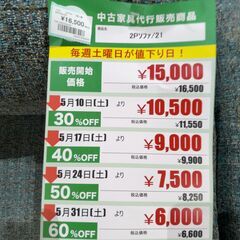 ¥16,500
中古家具代行販売商品
商品名
2Pソファ/21
毎週土曜日が値下り日！
販売開始
価格
¥15,000
税込価格
¥16,500
5月10日(土) より
30%OFF
¥10,500
税込価格
¥11,550
5月17日(土) より
40%OFF
¥9,000
税込価格
¥9,900
5月24日(土) より
50%OFF
¥7,500
税込価格
¥8,250
5月31日(土) より
60%OFF
¥6,000
税込価格
¥6,600